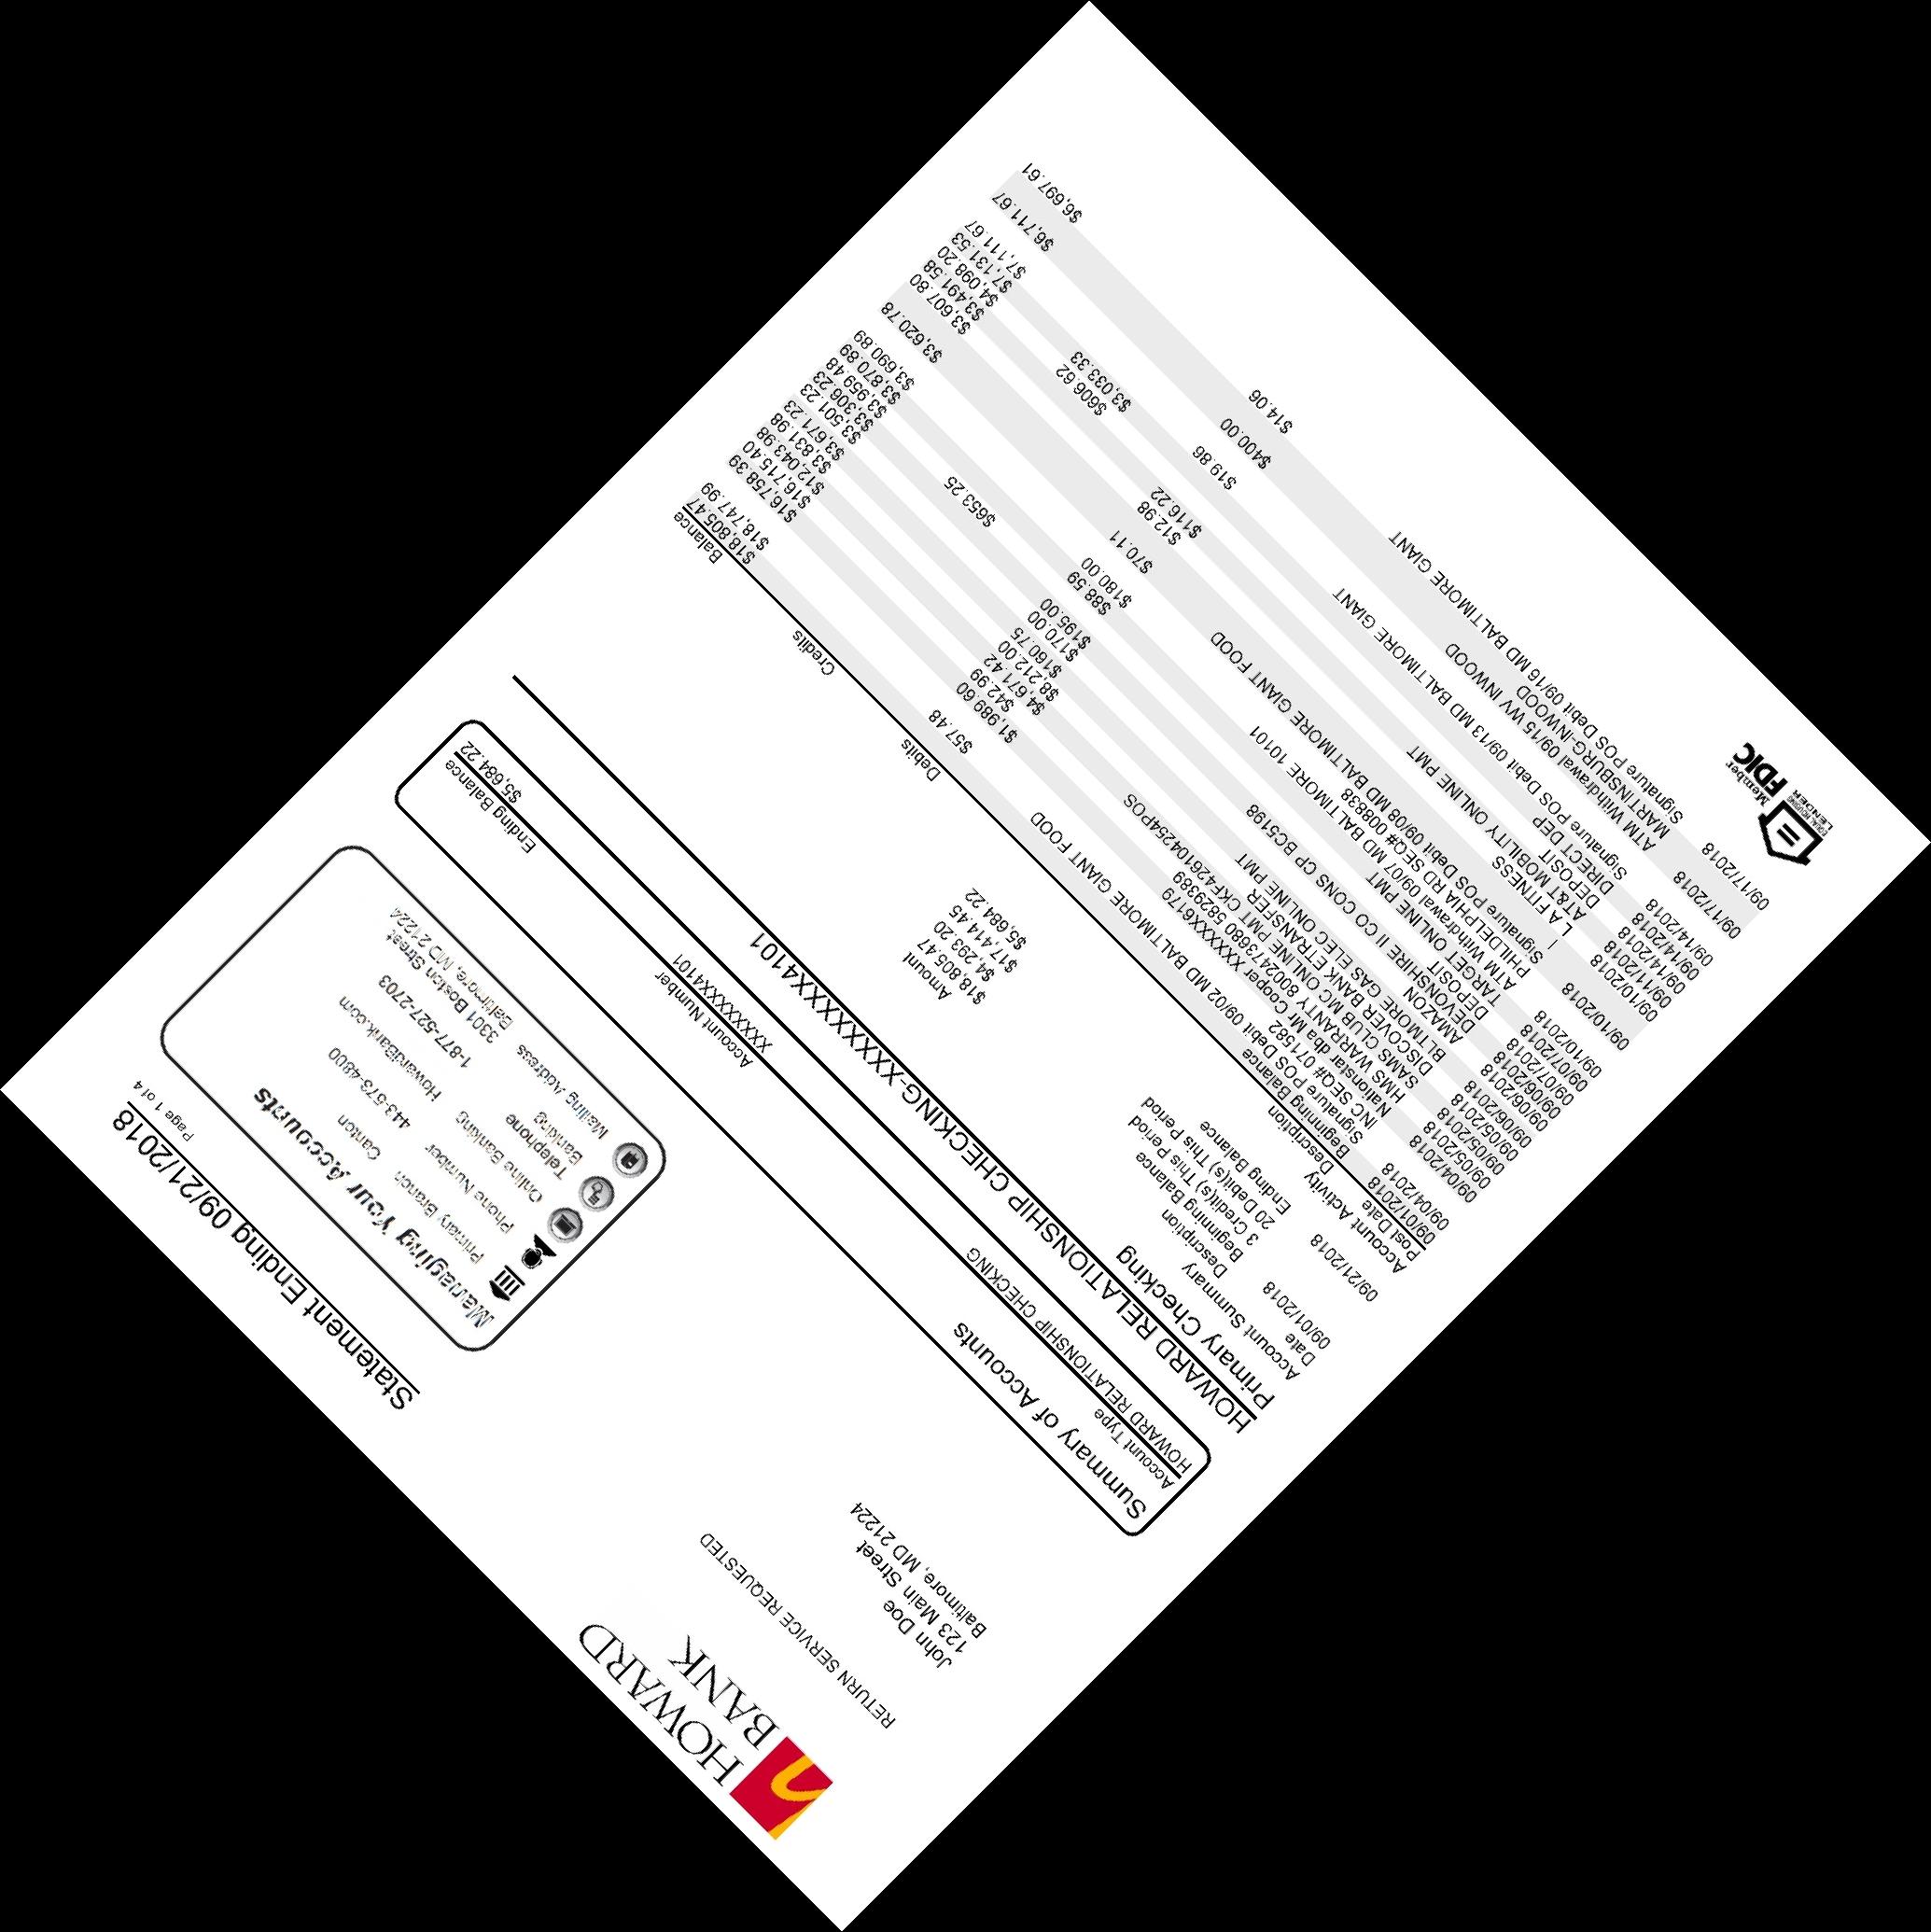 HOWARD
BANK
RETURN SERVICE REQUESTED
John Doe
123 Main Street
Baltimore, MD 21224
Statement Ending 09/21/2018
Page 1 of 4
Managing Your Accounts
Primary Branch Canton
Phone Number 443-573-4800
Online Banking HowardBank.com
Telephone Banking 1-877-527-2703
Mailing Address 3301 Boston Street
Baltimore, MD 21224
Summary of Accounts
Account Type Account Number Ending Balance
HOWARD RELATIONSHIP CHECKING XXXXXXXX4101 $5,684.22
HOWARD RELATIONSHIP CHECKING-XXXXXXXX4101
Primary Checking
Account Summary
Date Description Amount
09/01/2018 Beginning Balance $18,805.47
3 Credit(s) This Period $4,293.20
20 Debit(s) This Period $17,414.45
09/21/2018 Ending Balance $5,684.22
Account Activity
Post Date Description Debits Credits Balance
09/01/2018 Beginning Balance $18,805.47
09/04/2018 Signature POS Debit 09/02 MD BALTIMORE GIANT FOOD $57.48 $18,747.99
INC SEQ# 071582
09/04/2018 Nationstar dba Mr Cooper XXXXXX6179 $1,989.60 $16,758.39
09/05/2018 HMS WARRANTY 8002473680 5829389 $42.99 $16,715.40
09/05/2018 SAMS CLUB MC ONLINE PMT CKF426104254POS $4,671.42 $12,043.98
09/05/2018 DISCOVER BANK ETRANSFER $8,212.00 $3,831.98
09/05/2018 BLTMORE GAS ELEC ONLINE PMT $160.75 $3,671.23
09/06/2018 AMAZON $170.00 $3,501.23
09/06/2018 DEVONSHIRE II CO CONS CP BC5198 $195.00 $3,306.23
09/06/2018 DEPOSIT $653.25 $3,959.48
09/07/2018 TARGET ONLINE PMT $88.59 $3,870.89
09/07/2018 ATM Withdrawal 09/07 MD BALTIMORE 10101 $180.00 $3,690.89
PHILDELPHIA RD SEQ# 008838
09/10/2018 Signature POS Debit 09/08 MD BALTIMORE GIANT FOOD $70.11 $3,620.78
I
09/10/2018 LA FITNESS $12.98 $3,607.80
09/10/2018 AT&T MOBILITY ONLINE PMT $116.22 $3,491.58
09/11/2018 DEPOSIT $606.62 $4,098.20
09/14/2018 DIRECT DEP $3,033.33 $7,131.53
09/14/2018 Signature POS Debit 09/13 MD BALTIMORE GIANT $19.86 $7,111.67
09/17/2018 ATM Withdrawal 09/15 WV INWOOD $400.00 $6,711.67
MARTINSBURG-INWOOD
09/17/2018 Signature POS Debit 09/16 MD BALTIMORE GIANT $14.06 $6,697.61
EQUAL HOUSING
LENDER
Member
FDIC